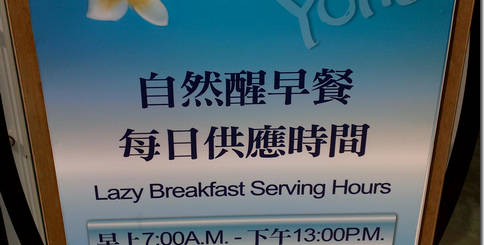 自然醒早餐
每日供應時間
Lazy Breakfast Serving Hours
早上7:00A.M. - 下午13:00P.M.